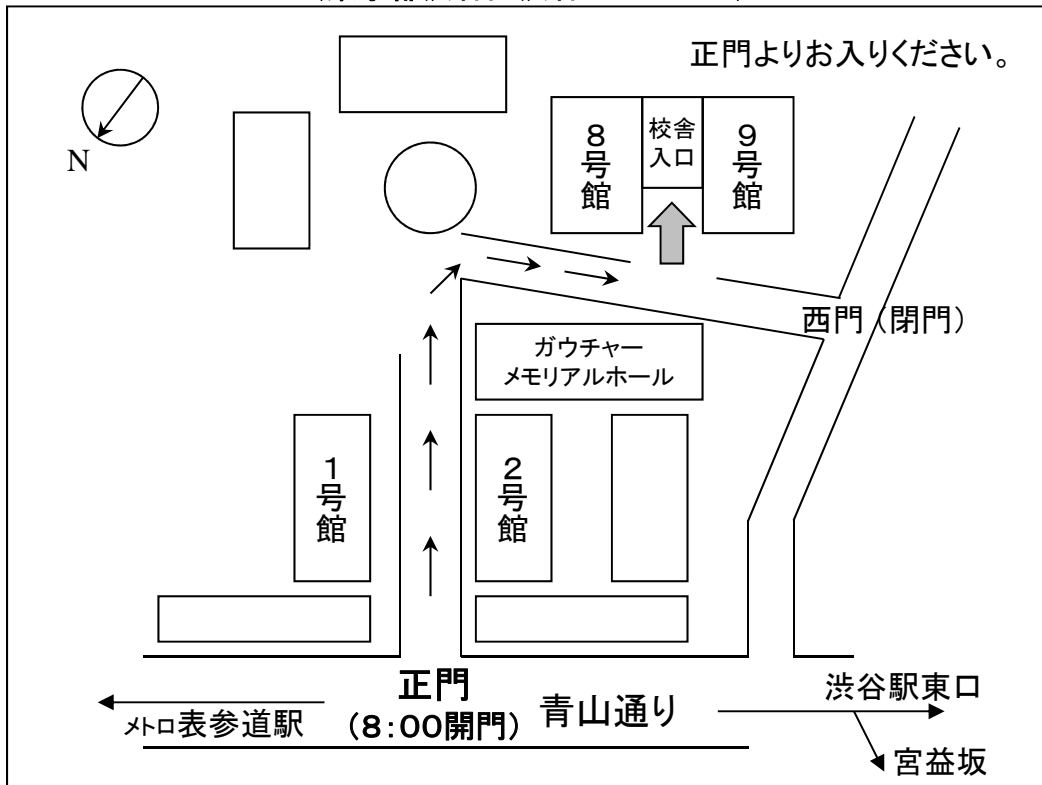 正門よりお入りください。
N
8号館
校舎
入口
9号館
西門（閉門）
ガウチャー
メモリアルホール
1号館
2号館
正門
（8：00開門）
青山通り
メトロ表参道駅
渋谷駅東口
宮益坂